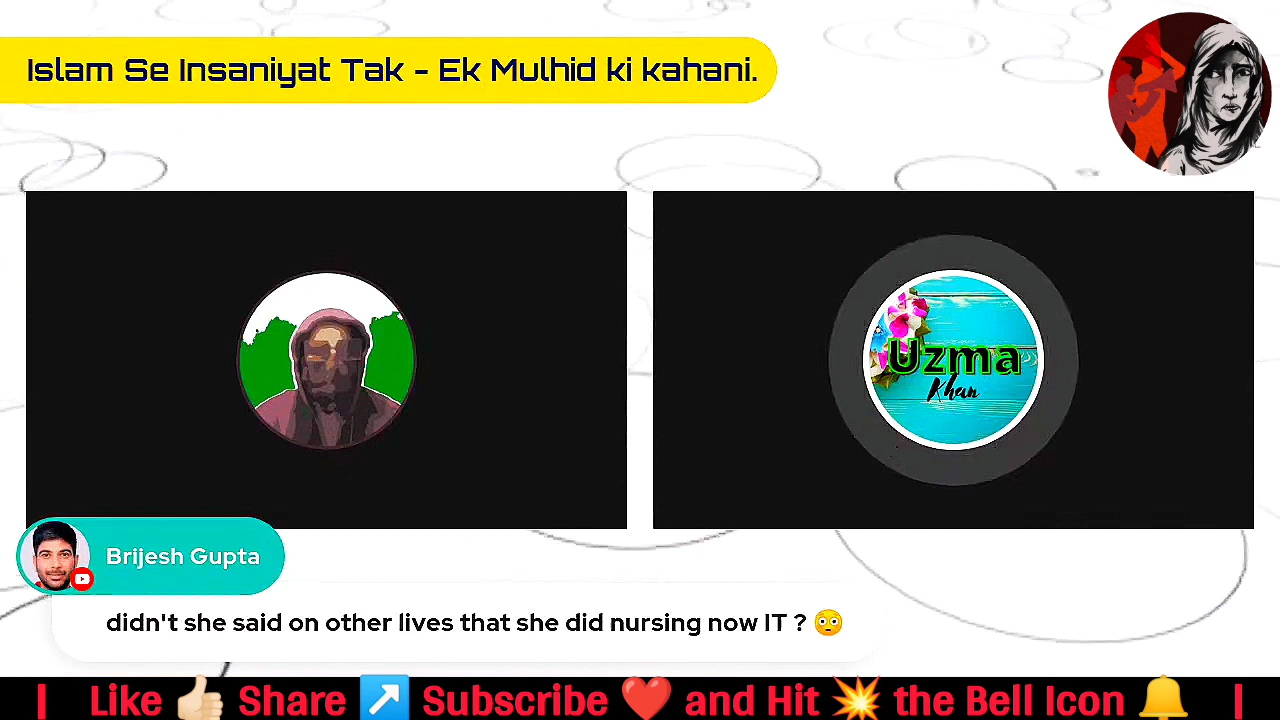 Islam Se Insaniyat Tak - Ek Mulhid ki kahani.
Uzma
Khan
Brijesh Gupta
didn't she said on other lives that she did nursing now IT ? 😳
| Like 👍🏻 Share ↗️ Subscribe ❤️ and Hit 💥 the Bell Icon 🔔 |